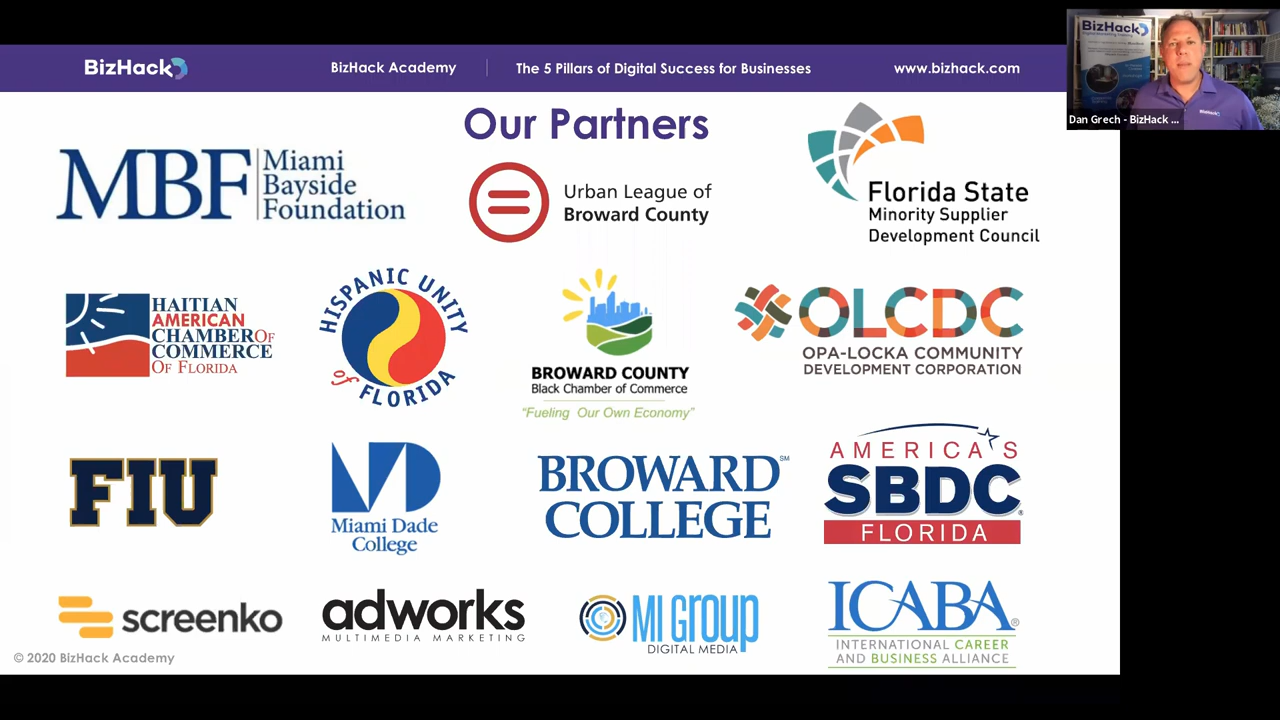 BizHack
BizHack Academy
The 5 Pillars of Digital Success for Businesses
www.bizhack.com
BizHack
Dan Grech - BizHack ...
Our Partners
MBF
Miami
Bayside
Foundation
Urban League of
Broward County
Florida State
Minority Supplier
Development Council
HAITIAN
AMERICAN
CHAMBER OF
COMMERCE
OF FLORIDA
HISPANIC UNITY
of FLORIDA
BROWARD COUNTY
Black Chamber of Commerce
"Fueling Our Own Economy"
OLCDC
OPA-LOCKA COMMUNITY
DEVELOPMENT CORPORATION
FIU
Miami Dade
College
BROWARD SM
COLLEGE
AMERICA'S
SBDC®
FLORIDA
screenko
adworks
MULTIMEDIA MARKETING
MI GROUP
DIGITAL MEDIA
ICABA®
INTERNATIONAL CAREER
AND BUSINESS ALLIANCE
© 2020 BizHack Academy